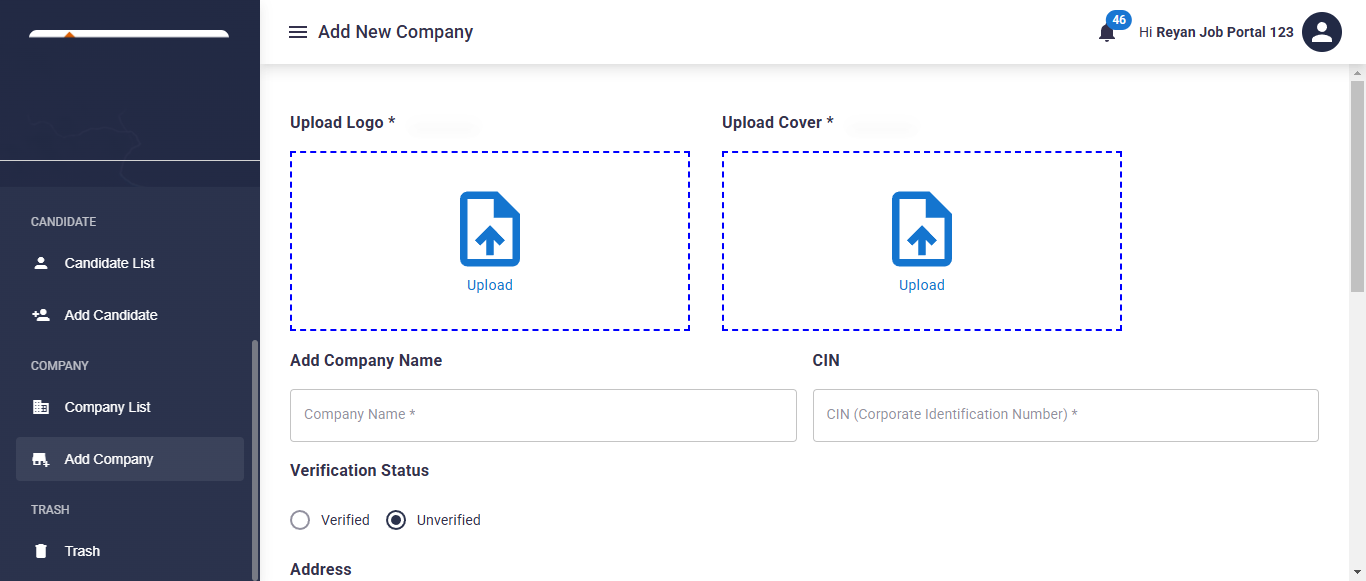 Add New Company
46
Hi Reyan Job Portal 123
CANDIDATE
Candidate List
Add Candidate
COMPANY
Company List
Add Company
TRASH
Trash
Upload Logo *
Upload Cover *
Upload
Upload
Add Company Name
CIN
Company Name *
CIN (Corporate Identification Number) *
Verification Status
Verified
Unverified
Address